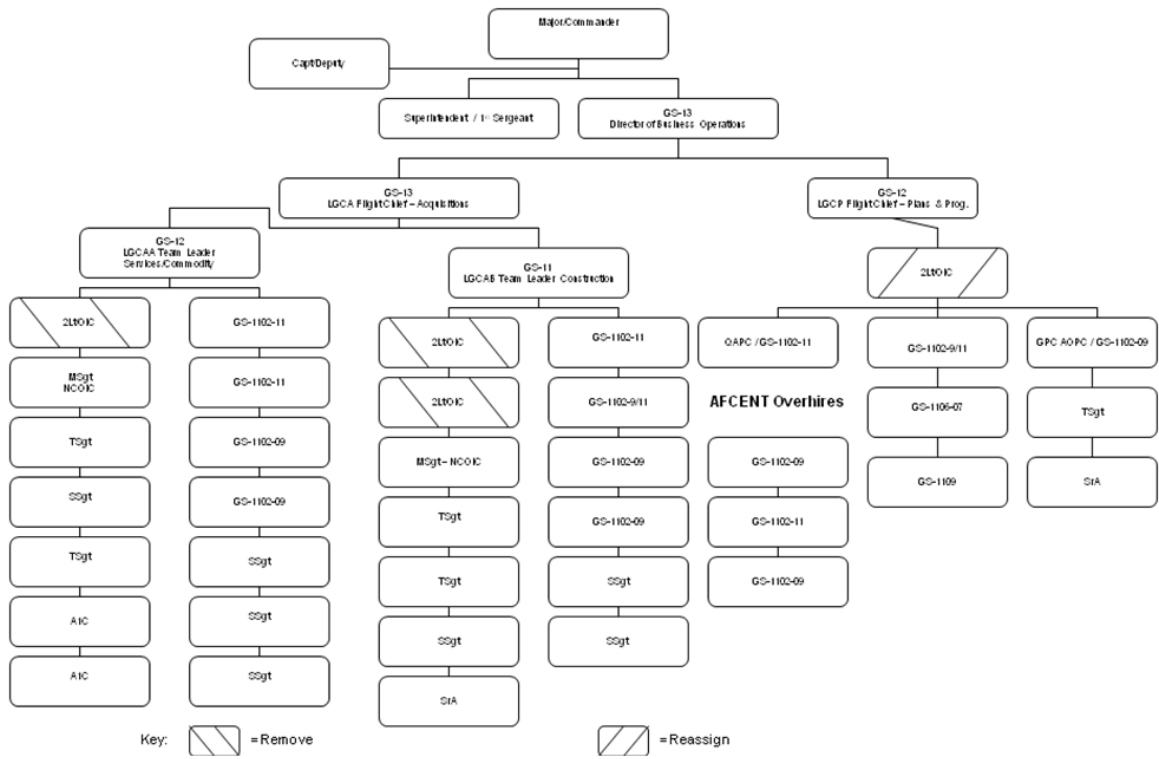 Major/Commander
Capt/Deputy
Superintendent / 1st Sergeant
GS-13
Director of Business Operations
GS-13
LGCA Flight Chief – Acquisitions
GS-12
LGCP Flight Chief – Plans & Prog.
GS-12
LGCAA Team Leader
Services/Commodity
GS-11
LGCAB Team Leader Construction
2Lt OIC
2Lt OIC
GS-1102-11
2Lt OIC
GS-1102-11
QAPC / GS-1102-11
GS-1102-9/11
GPC AOPC / GS-1102-09
MSgt
NCOIC
GS-1102-11
2Lt OIC
GS-1102-9/11
AFCENT Overhires
GS-1106-07
TSgt
TSgt
GS-1102-09
MSgt – NCOIC
GS-1102-09
GS-1102-09
GS-1109
SrA
SSgt
GS-1102-09
TSgt
GS-1102-09
GS-1102-11
TSgt
SSgt
TSgt
SSgt
GS-1102-09
A1C
SSgt
SSgt
SSgt
A1C
SSgt
SrA
Key:
=Remove
=Reassign